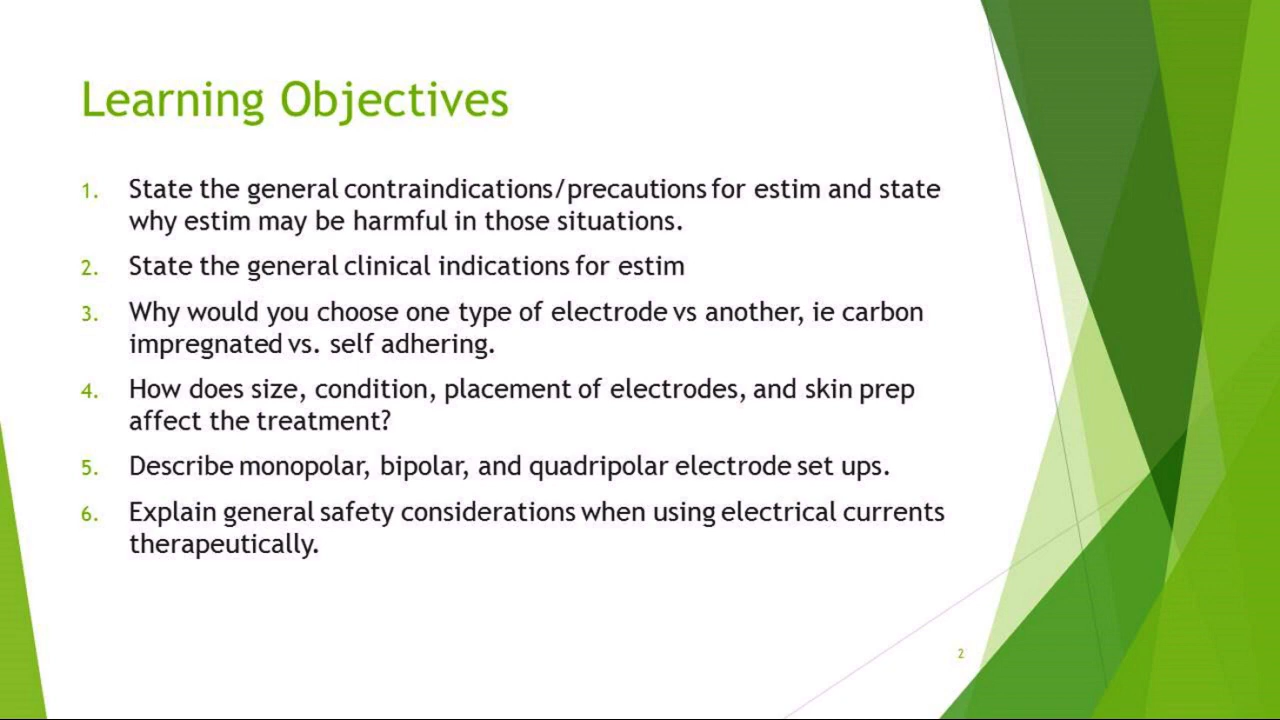 Learning Objectives
1. State the general contraindications/precautions for estim and state
why estim may be harmful in those situations.
2. State the general clinical indications for estim
3. Why would you choose one type of electrode vs another, ie carbon
impregnated vs. self adhering.
4. How does size, condition, placement of electrodes, and skin prep
affect the treatment?
5. Describe monopolar, bipolar, and quadripolar electrode set ups.
6. Explain general safety considerations when using electrical currents
therapeutically.
2